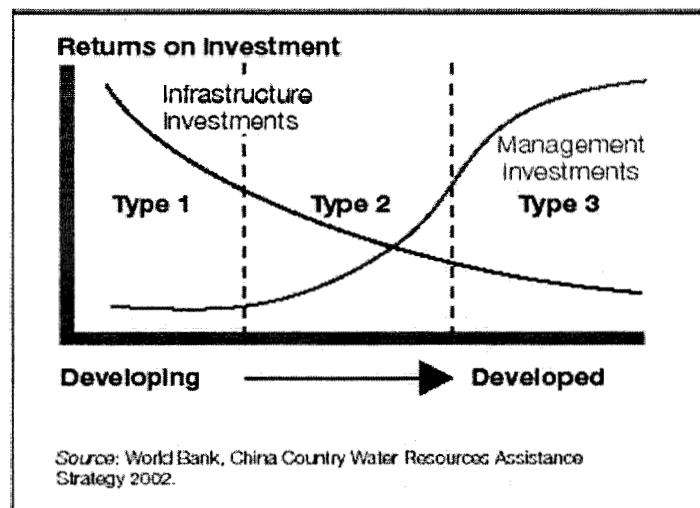 Returns on Investment
Infrastructure
Investments
Management
Investments
Type 1
Type 2
Type 3
Developing
Developed
Source: World Bank, China Country Water Resources Assistance
Strategy 2002.